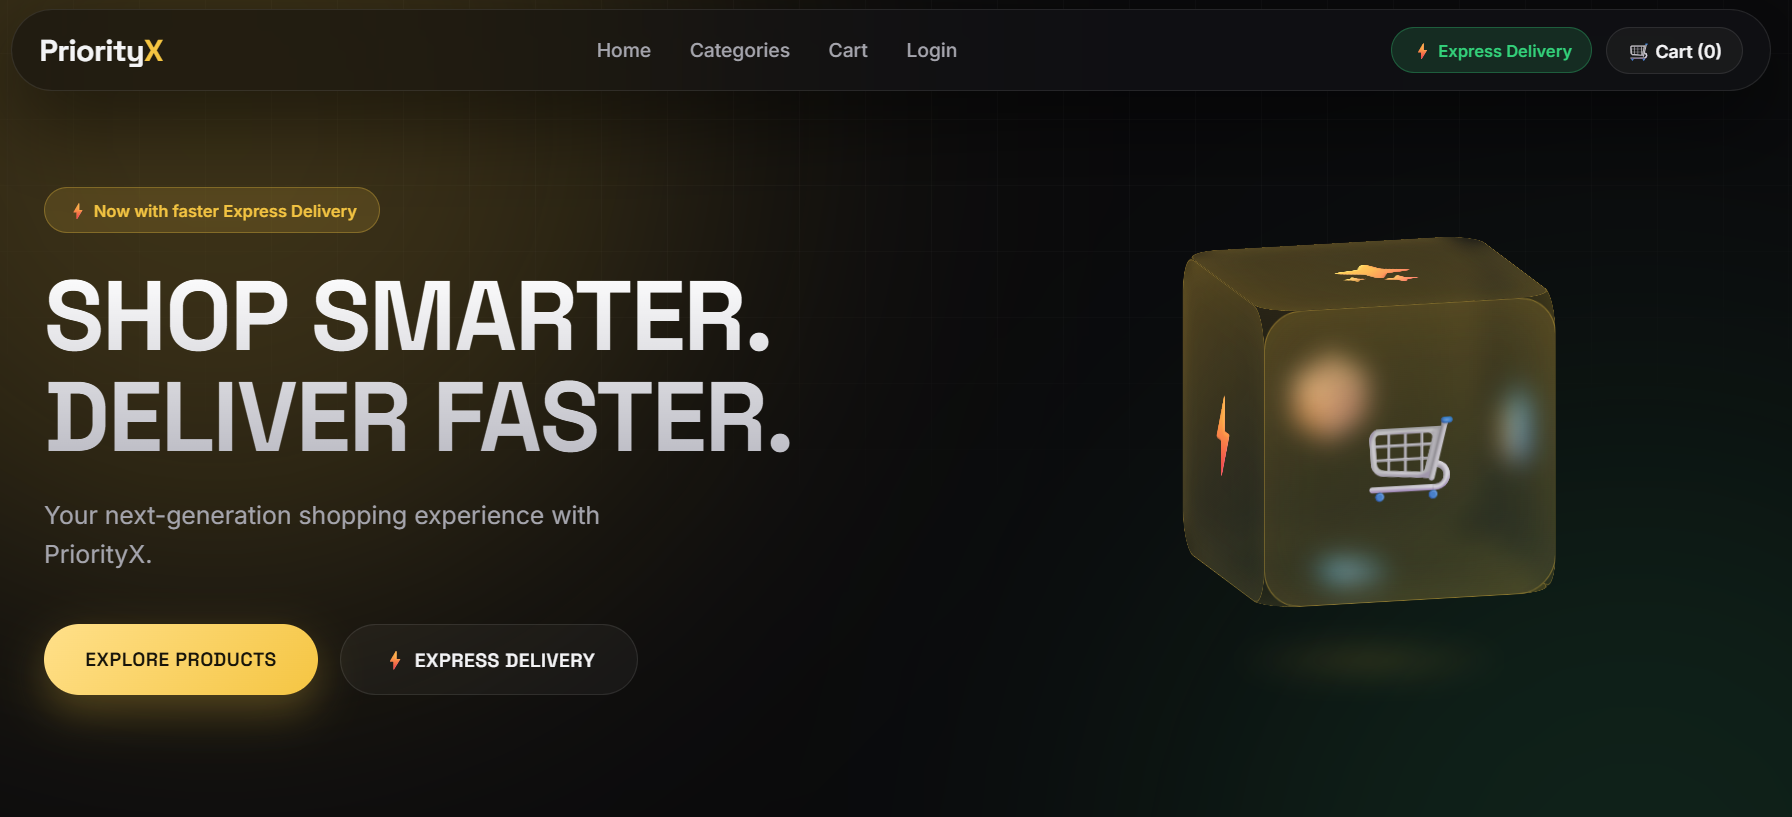 PriorityX
Home
Categories
Cart
Login
Express Delivery
Cart (0)
Now with faster Express Delivery
SHOP SMARTER.
DELIVER FASTER.
Your next-generation shopping experience with
PriorityX.
EXPLORE PRODUCTS
EXPRESS DELIVERY